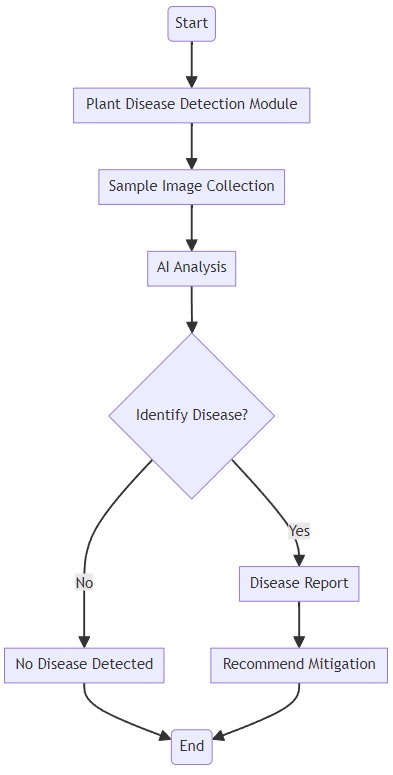 Start
Plant Disease Detection Module
Sample Image Collection
AI Analysis
Identify Disease?
Yes
No
Disease Report
No Disease Detected
Recommend Mitigation
End